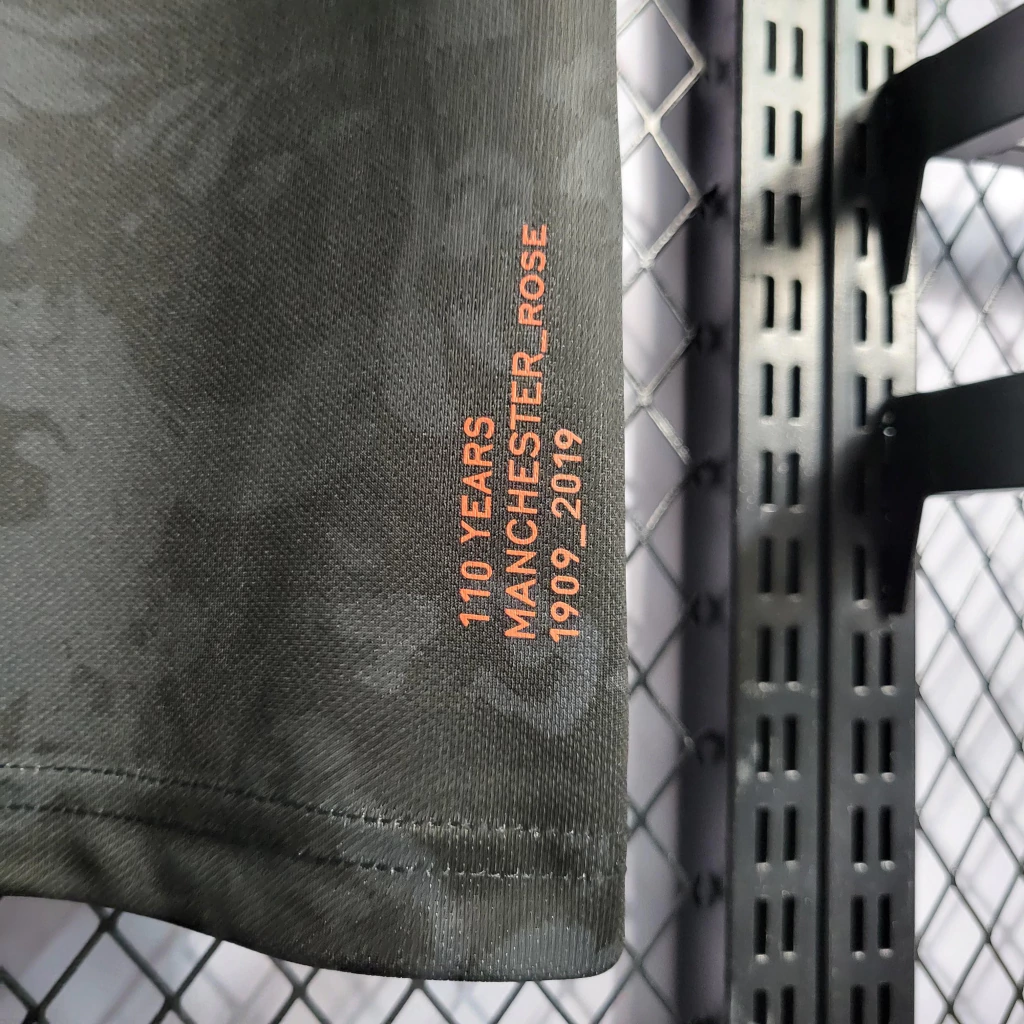 110 YEARS
MANCHESTER_ROSE
1909_2019